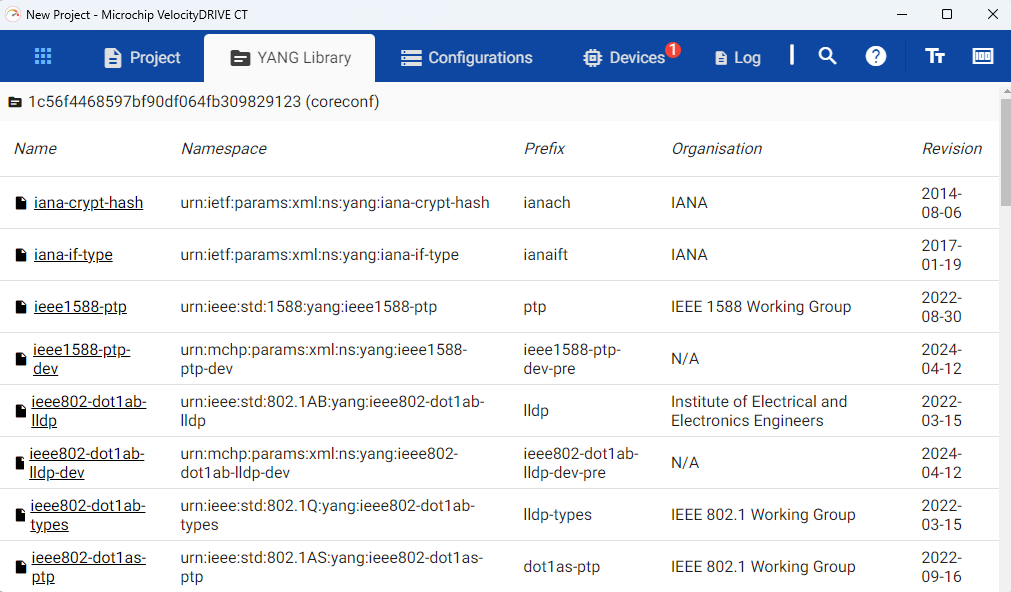 New Project - Microchip VelocityDRIVE CT
Project
YANG Library
Configurations
Devices
1
Log
1c56f4468597bf90df064fb309829123 (coreconf)
Name Namespace Prefix Organisation Revision
iana-crypt-hash urn:ietf:params:xml:ns:yang:iana-crypt-hash ianach IANA 2014-
08-06
iana-if-type urn:ietf:params:xml:ns:yang:iana-if-type ianaift IANA 2017-
01-19
ieee1588-ptp urn:ieee:std:1588:yang:ieee1588-ptp ptp IEEE 1588 Working Group 2022-
08-30
ieee1588-ptp- urn:mchp:params:xml:ns:yang:ieee1588- ieee1588-ptp- N/A 2024-
dev ptp-dev dev-pre 04-12
ieee802-dot1ab- urn:ieee:std:802.1AB:yang:ieee802-dot1ab- lldp Institute of Electrical and 2022-
lldp lldp Electronics Engineers 03-15
ieee802-dot1ab- urn:mchp:params:xml:ns:yang:ieee802- ieee802-dot1ab- N/A 2024-
lldp-dev dot1ab-lldp-dev lldp-dev-pre 04-12
ieee802-dot1ab- urn:ieee:std:802.1Q:yang:ieee802-dot1ab- lldp-types IEEE 802.1 Working Group 2022-
types types 03-15
ieee802-dot1as- urn:ieee:std:802.1AS:yang:ieee802-dot1as- dot1as-ptp IEEE 802.1 Working Group 2022-
ptp ptp 09-16